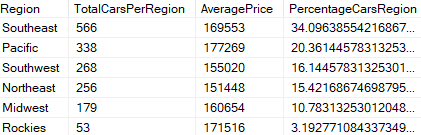 Region TotalCarsPerRegion AveragePrice PercentageCarsRegion
Southeast 566 169553 34.09638554216867...
Pacific 338 177269 20.36144578313253...
Southwest 268 155020 16.14457831325301...
Northeast 256 151448 15.42168674698795...
Midwest 179 160654 10.78313253012048...
Rockies 53 171516 3.192771084337349...